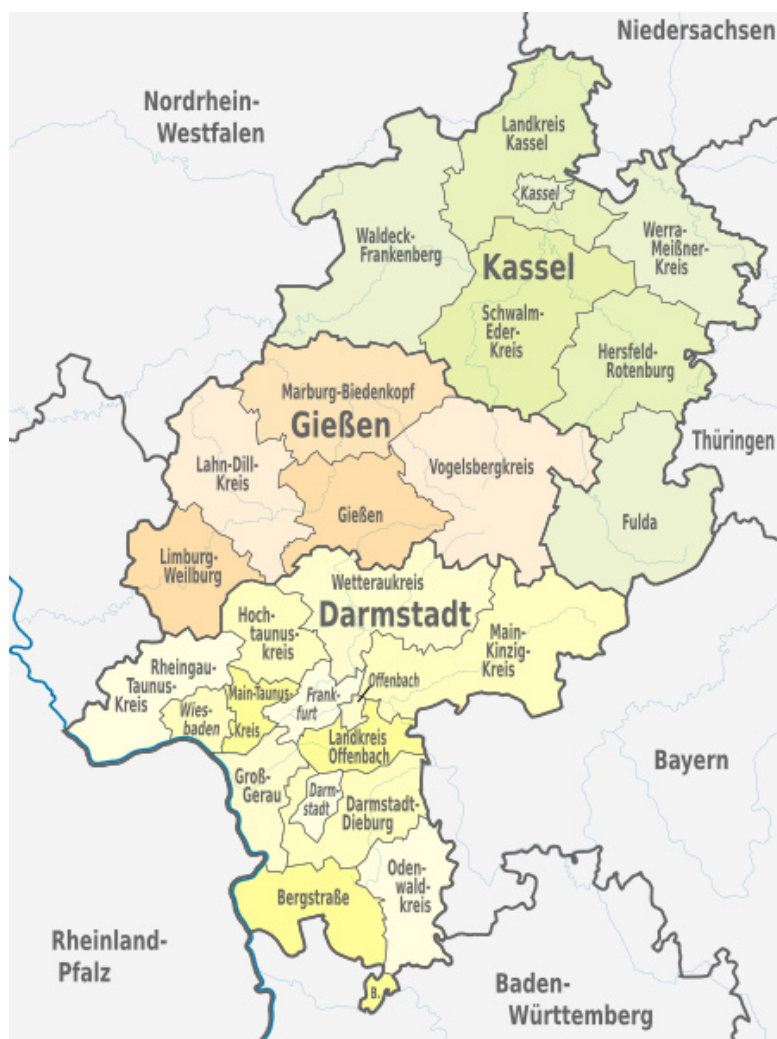 Niedersachsen
Nordrhein-
Westfalen
Landkreis
Kassel
Kassel
Waldeck-
Frankenberg
Werra-
Meißner-
Kreis
Kassel
Schwalm-
Eder-
Kreis
Hersfeld-
Rotenburg
Marburg-Biedenkopf
Gießen
Thüringen
Lahn-Dill-
Kreis
Vogelsbergkreis
Gießen
Fulda
Limburg-
Weilburg
Wetteraukreis
Darmstadt
Hoch-
taunus-
kreis
Main-
Kinzig-
Kreis
Rheingau-
Taunus-
Kreis
Main-Taunus-
Kreis
Frank-
furt
Offenbach
Wies-
baden
Landkreis
Offenbach
Bayern
Groß-
Gerau
Darm-
stadt
Darmstadt-
Dieburg
Oden-
wald-
kreis
Bergstraße
Rheinland-
Pfalz
B.
Baden-
Württemberg